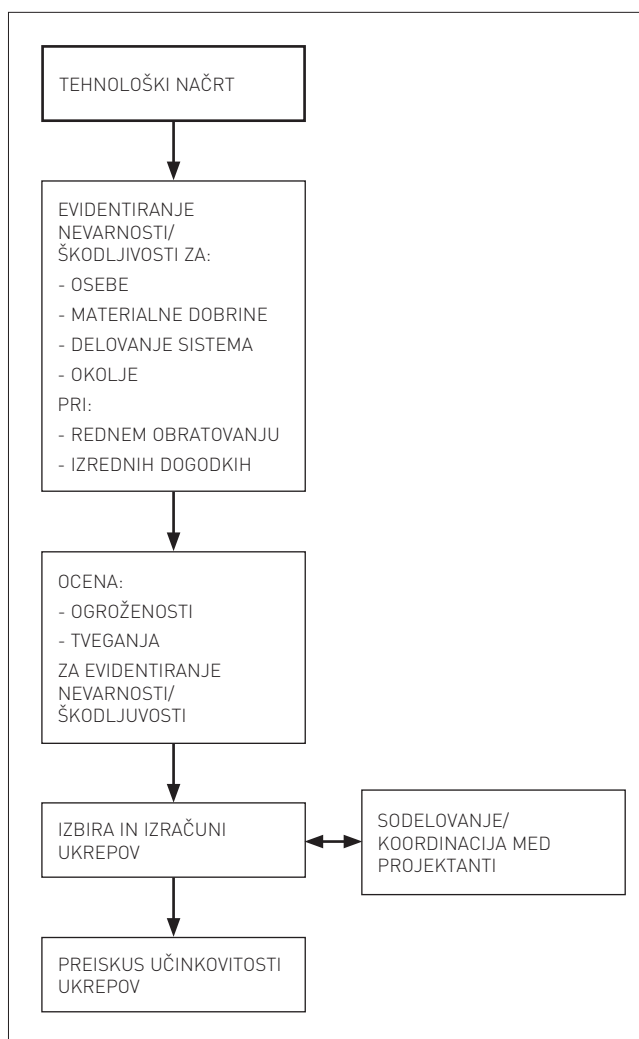 TEHNOLOŠKI NAČRT
EVIDENTIRANJE
NEVARNOSTI/
ŠKODLJIVOSTI ZA:
- OSEBE
- MATERIALNE DOBRINE
- DELOVANJE SISTEMA
- OKOLJE
PRI:
- REDNEM OBRATOVANJU
- IZREDNIH DOGODKIH
OCENA:
- OGROŽENOSTI
- TVEGANJA
ZA EVIDENTIRANJE
NEVARNOSTI/
ŠKODLJUVOSTI
IZBIRA IN IZRAČUNI
UKREPOV
SODELOVANJE/
KOORDINACIJA MED
PROJEKTANTI
PREISKUS UČINKOVITOSTI
UKREPOV